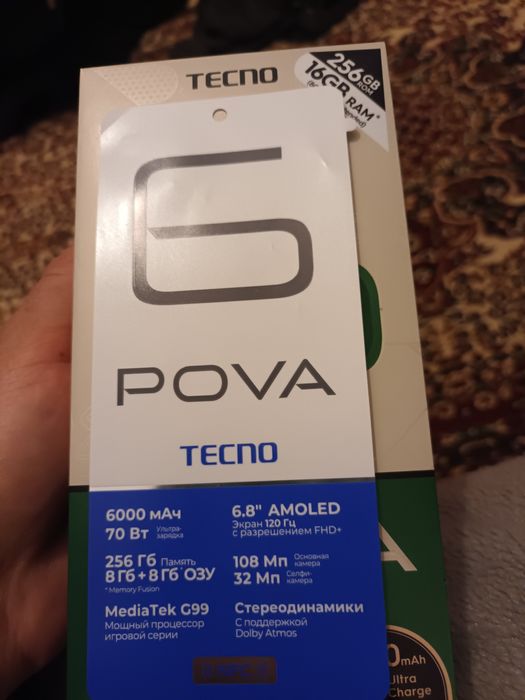 TECNO
256GB
ROM
16GB RAM*
6
POVA
TECNO
6000 мАч
70 Вт Ультра-зарядка
6.8" AMOLED
Экран 120 Гц
с разрешением FHD+
256 Гб Память
8 Гб + 8 Гб* ОЗУ
* Memory Fusion
108 Мп Основная камера
32 Мп Селфи-камера
MediaTek G99
Мощный процессор
игровой серии
Стереодинамики
С поддержкой
Dolby Atmos
A
0mAh
Ultra
Charge